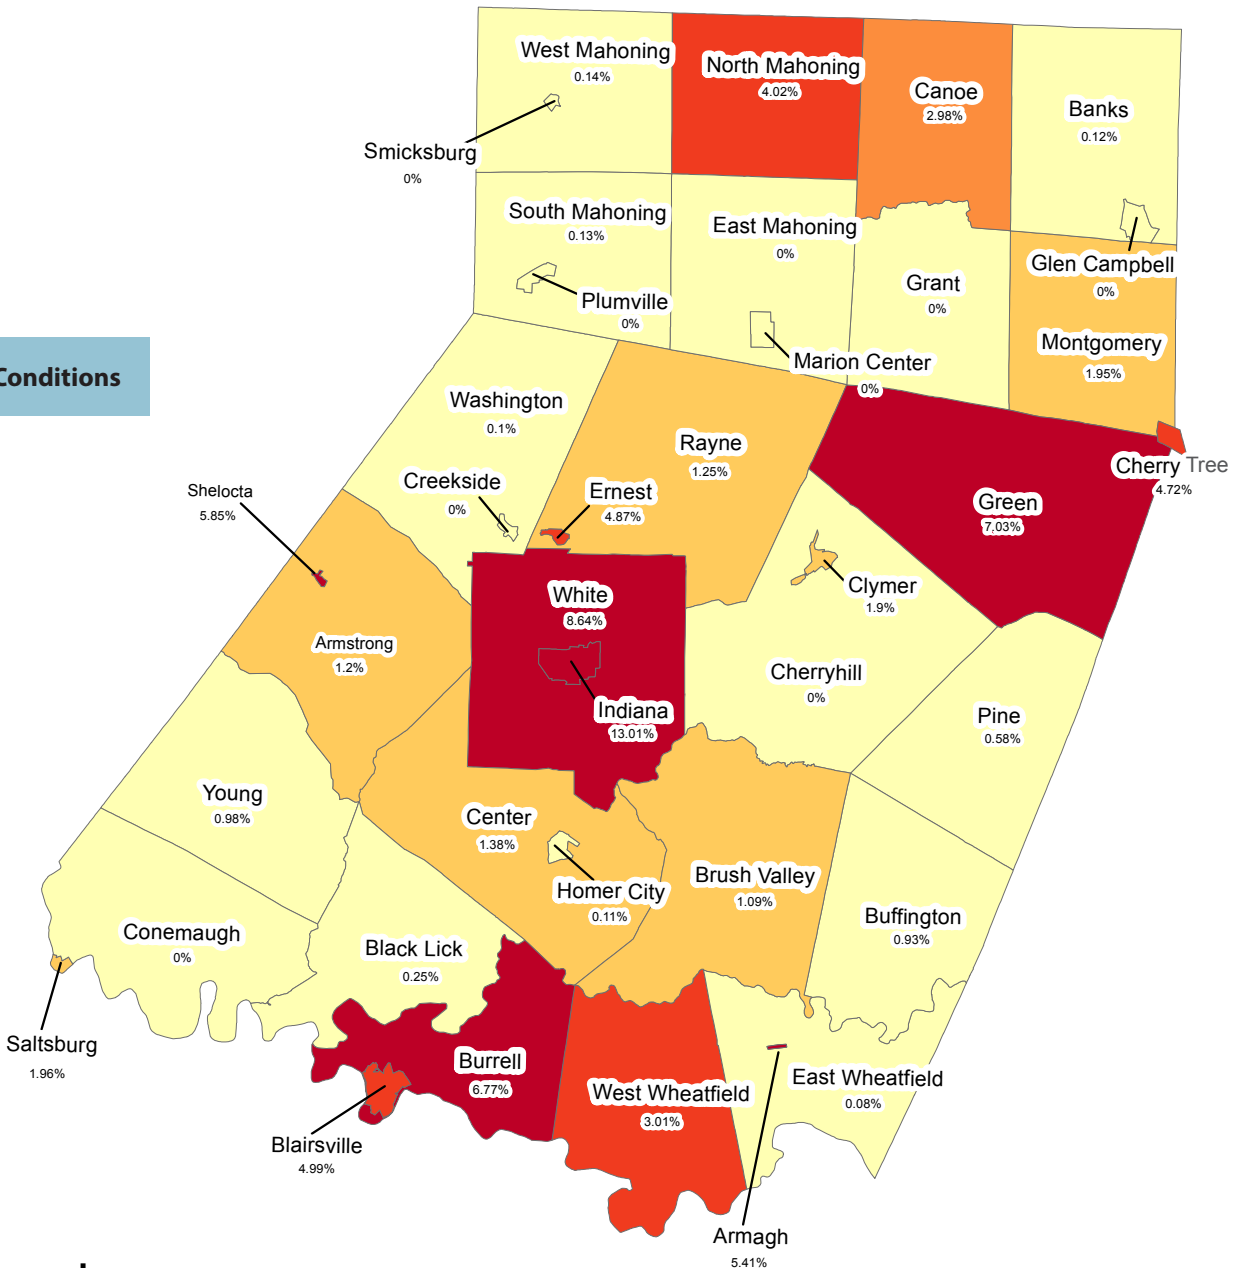 West Mahoning
0.14%
North Mahoning
4.02%
Canoe
2.98%
Banks
0.12%
Smicksburg
0%
South Mahoning
0.13%
East Mahoning
0%
Glen Campbell
0%
Grant
0%
Plumville
0%
Montgomery
1.95%
Marion Center
0%
Conditions
Washington
0.1%
Rayne
1.25%
Cherry Tree
4.72%
Creekside
0%
Ernest
4.87%
Shelocta
5.85%
Green
7.03%
White
8.64%
Clymer
1.9%
Armstrong
1.2%
Cherryhill
0%
Indiana
13.01%
Pine
0.58%
Young
0.98%
Center
1.38%
Brush Valley
1.09%
Homer City
0.11%
Buffington
0.93%
Conemaugh
0%
Black Lick
0.25%
Saltsburg
1.96%
Burrell
6.77%
West Wheatfield
3.01%
East Wheatfield
0.08%
Blairsville
4.99%
Armagh
5.41%